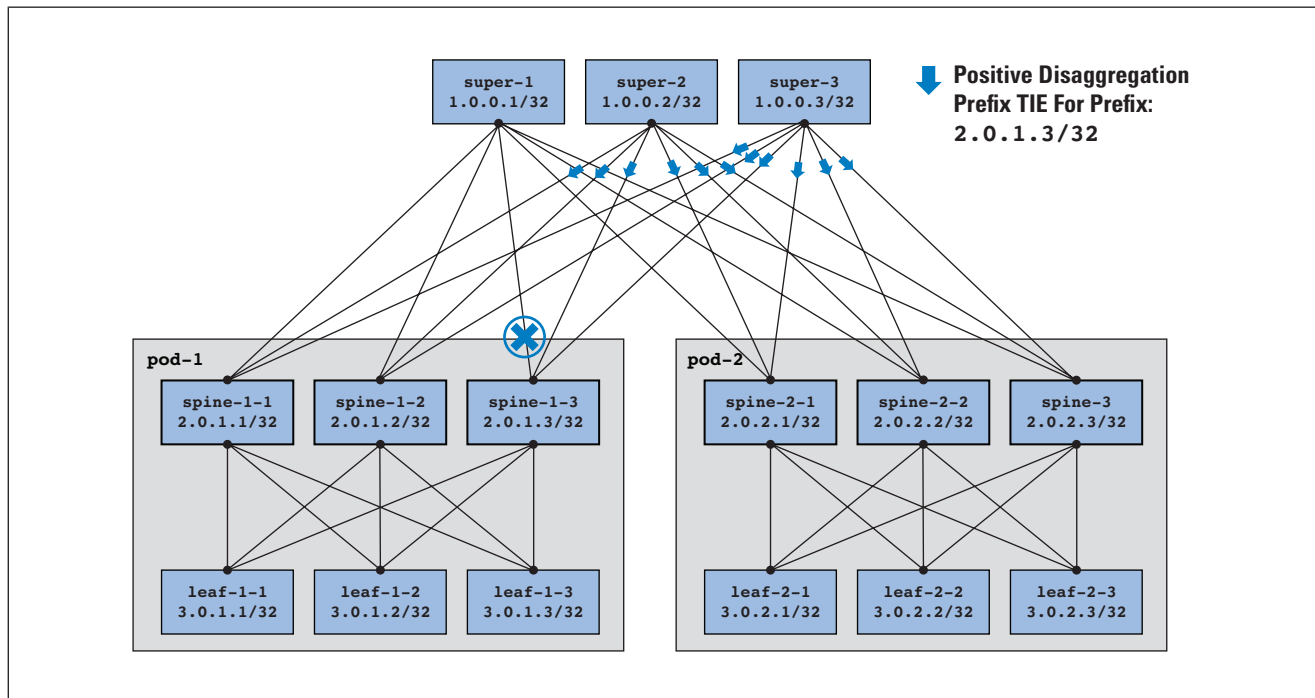 super-1
1.0.0.1/32
super-2
1.0.0.2/32
super-3
1.0.0.3/32
Positive Disaggregation
Prefix TIE For Prefix:
2.0.1.3/32
pod-1
spine-1-1
2.0.1.1/32
spine-1-2
2.0.1.2/32
spine-1-3
2.0.1.3/32
leaf-1-1
3.0.1.1/32
leaf-1-2
3.0.1.2/32
leaf-1-3
3.0.1.3/32
pod-2
spine-2-1
2.0.2.1/32
spine-2-2
2.0.2.2/32
spine-3
2.0.2.3/32
leaf-2-1
3.0.2.1/32
leaf-2-2
3.0.2.2/32
leaf-2-3
3.0.2.3/32